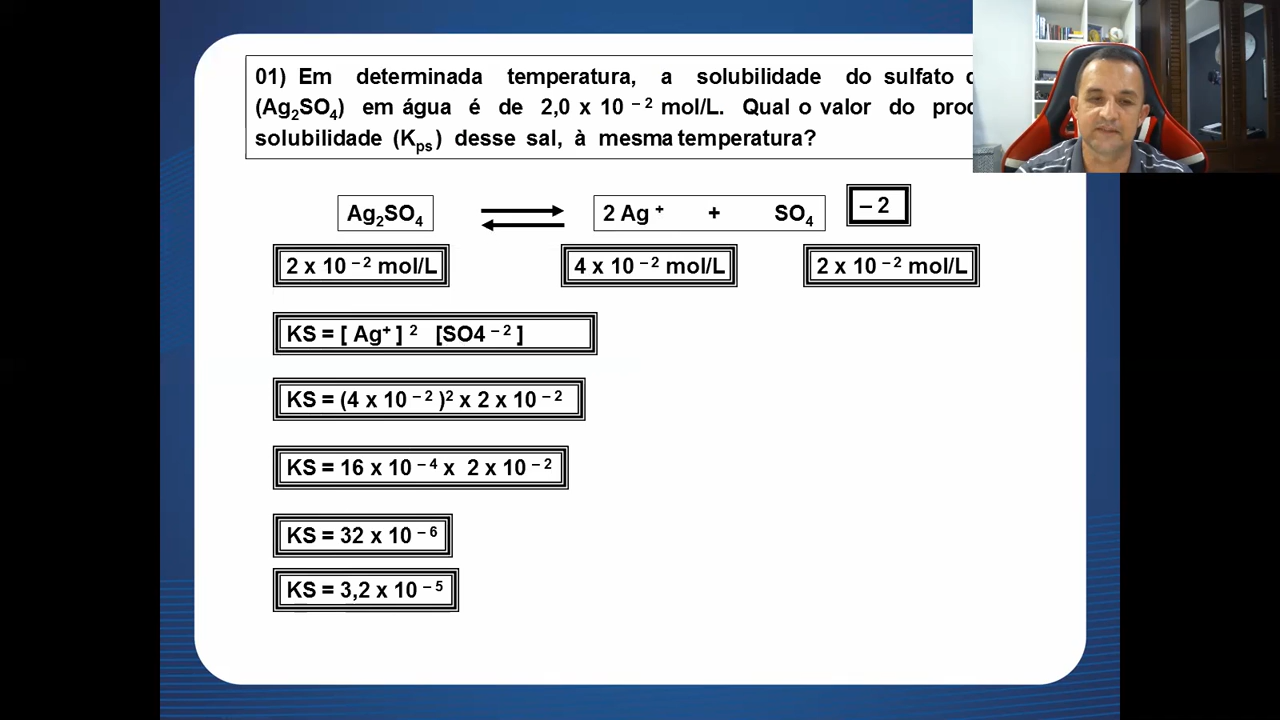 01) Em determinada temperatura, a solubilidade do sulfato
(Ag₂SO₄) em água é de 2,0 x 10 ⁻² mol/L. Qual o valor do
solubilidade (Kₚₛ) desse sal, à mesma temperatura?
Ag₂SO₄ ⇌ 2 Ag ⁺ + SO₄ – 2
2 x 10 ⁻² mol/L 4 x 10 ⁻² mol/L 2 x 10 ⁻² mol/L
KS = [ Ag⁺ ] ² [SO4 ⁻² ]
KS = (4 x 10 ⁻² )² x 2 x 10 ⁻²
KS = 16 x 10 ⁻⁴ x 2 x 10 ⁻²
KS = 32 x 10 ⁻⁶
KS = 3,2 x 10 ⁻⁵